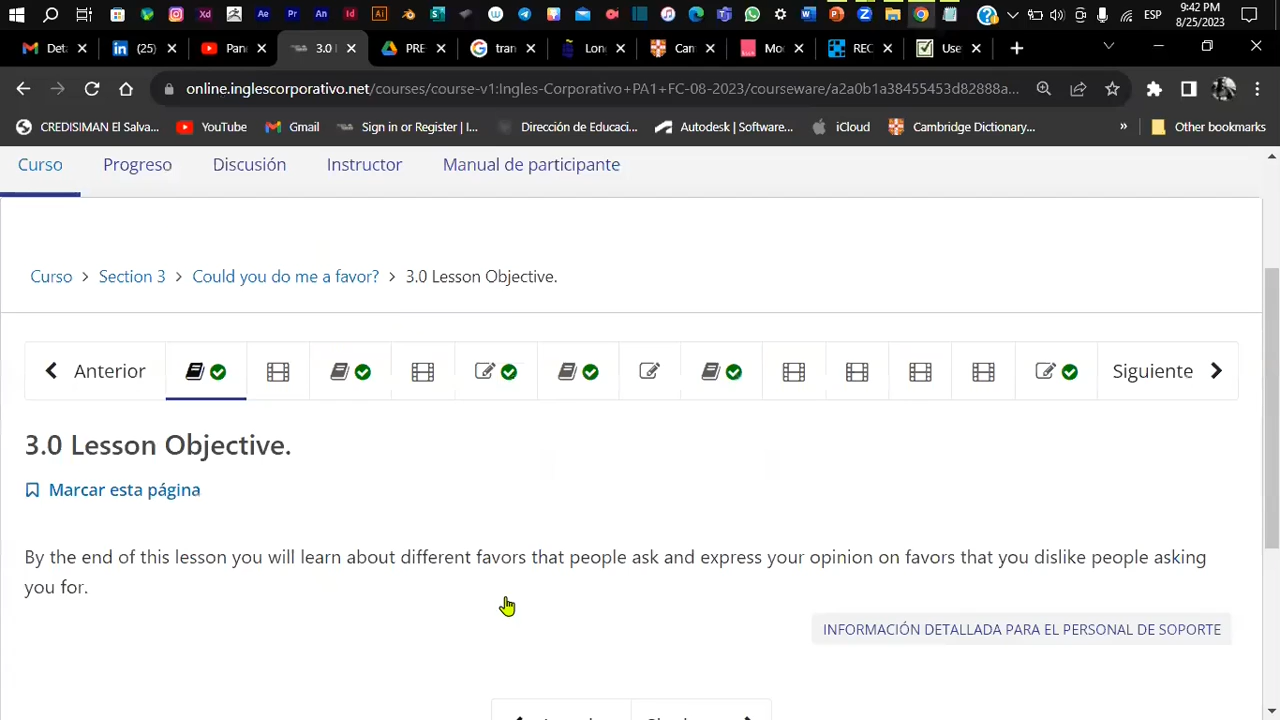 9:42 PM
ESP
8/25/2023
Deta
(25)
Pan
3.0 l
PRE
tran
Lon
Cam
Mo
REC
Use
online.inglescorporativo.net/courses/course-v1:Ingles-Corporativo+PA1+FC-08-2023/courseware/a2a0b1a38455453d82888a...
CREDISIMAN El Salva...
YouTube
Gmail
Sign in or Register | I...
Dirección de Educaci...
Autodesk | Software...
iCloud
Cambridge Dictionary...
»
Other bookmarks
Curso
Progreso
Discusión
Instructor
Manual de participante
Curso > Section 3 > Could you do me a favor? > 3.0 Lesson Objective.
Anterior
Siguiente
3.0 Lesson Objective.
Marcar esta página
By the end of this lesson you will learn about different favors that people ask and express your opinion on favors that you dislike people asking
you for.
INFORMACIÓN DETALLADA PARA EL PERSONAL DE SOPORTE